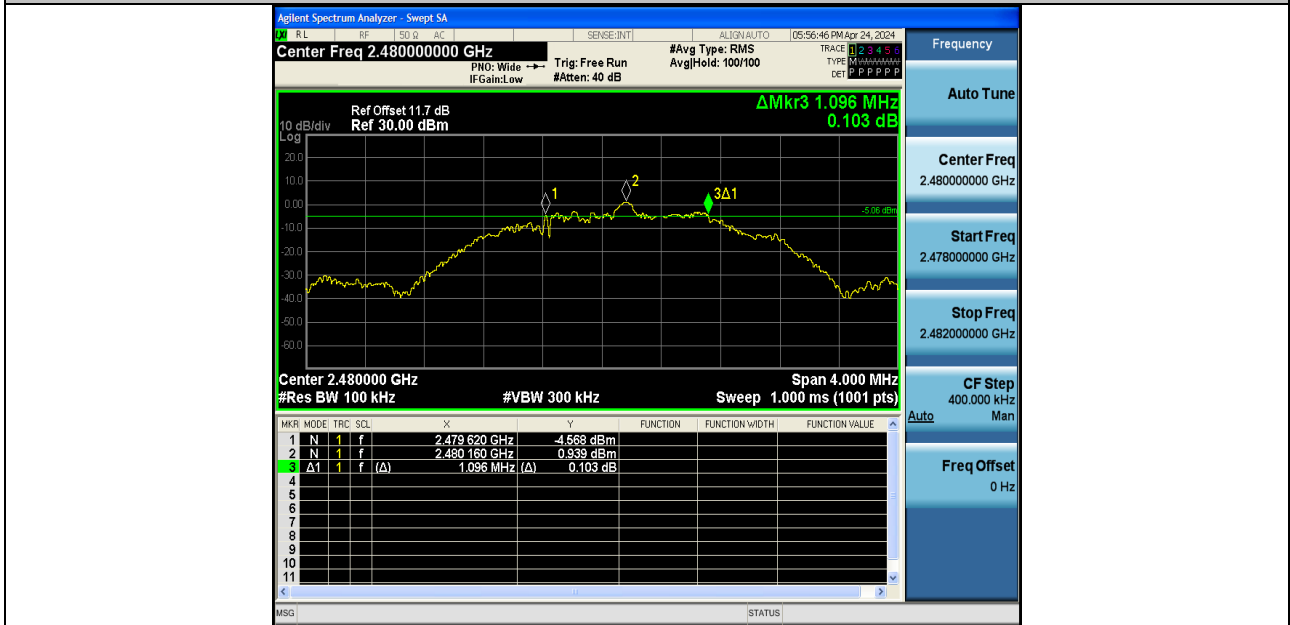 Agilent Spectrum Analyzer - Swept SA
RL RF 50 Ω AC SENSE:INT ALIGN AUTO 05:56:46 PM Apr 24, 2024
Center Freq 2.480000000 GHz #Avg Type: RMS TRACE 1 2 3 4 5 6
PNO: Wide Trig: Free Run Avg|Hold: 100/100 TYPE M
IFGain:Low #Atten: 40 dB DET P P P P P P
ΔMkr3 1.096 MHz
0.103 dB
Ref Offset 11.7 dB
10 dB/div Ref 30.00 dBm
Log
20.0
10.0
0.00
-10.0
-20.0
-30.0
-40.0
-50.0
-60.0
1
2
3Δ1
-5.06 dBm
Center 2.480000 GHz Span 4.000 MHz
#Res BW 100 kHz #VBW 300 kHz Sweep 1.000 ms (1001 pts)
MKR MODE TRC SCL X Y FUNCTION FUNCTION WIDTH FUNCTION VALUE
1 N 1 f 2.479 620 GHz -4.568 dBm
2 N 1 f 2.480 160 GHz 0.939 dBm
3 Δ1 1 f (Δ) 1.096 MHz (Δ) 0.103 dB
4
5
6
7
8
9
10
11
MSG STATUS
Frequency
Auto Tune
Center Freq
2.480000000 GHz
Start Freq
2.478000000 GHz
Stop Freq
2.482000000 GHz
CF Step
400.000 kHz
Auto Man
Freq Offset
0 Hz